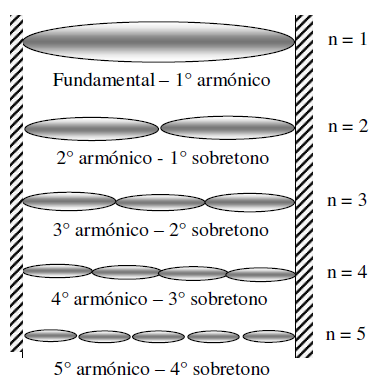 n = 1
Fundamental – 1° armónico
n = 2
2° armónico - 1° sobretono
n = 3
3° armónico – 2° sobretono
n = 4
4° armónico – 3° sobretono
n = 5
5° armónico – 4° sobretono